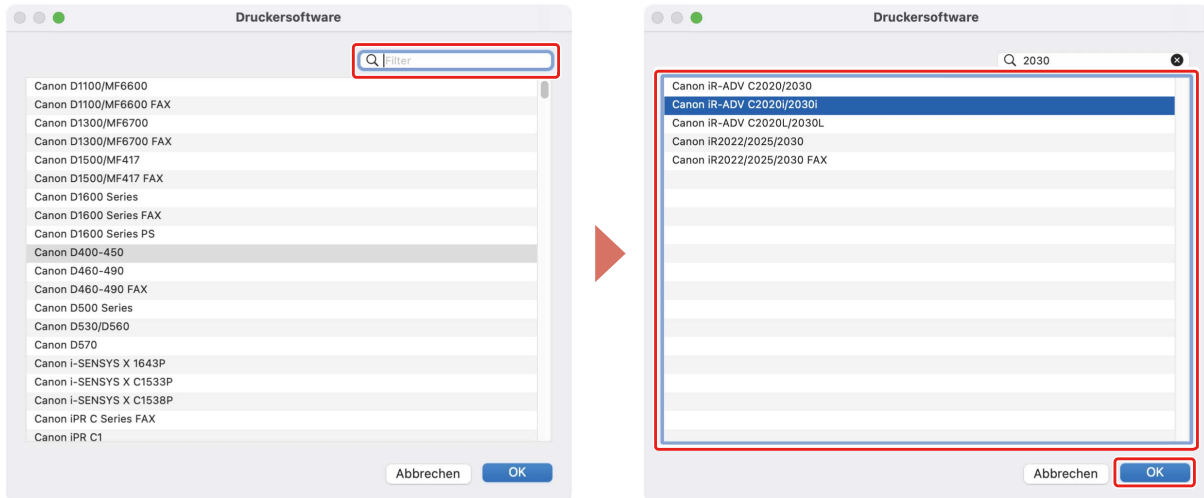 Druckersoftware
Filter
Canon D1100/MF6600
Canon D1100/MF6600 FAX
Canon D1300/MF6700
Canon D1300/MF6700 FAX
Canon D1500/MF417
Canon D1500/MF417 FAX
Canon D1600 Series
Canon D1600 Series FAX
Canon D1600 Series PS
Canon D400-450
Canon D460-490
Canon D460-490 FAX
Canon D500 Series
Canon D530/D560
Canon D570
Canon i-SENSYS X 1643P
Canon i-SENSYS X C1533P
Canon i-SENSYS X C1538P
Canon iPR C Series FAX
Canon iPR C1
Abbrechen
OK
Druckersoftware
2030
Canon iR-ADV C2020/2030
Canon iR-ADV C2020i/2030i
Canon iR-ADV C2020L/2030L
Canon iR2022/2025/2030
Canon iR2022/2025/2030 FAX
Abbrechen
OK